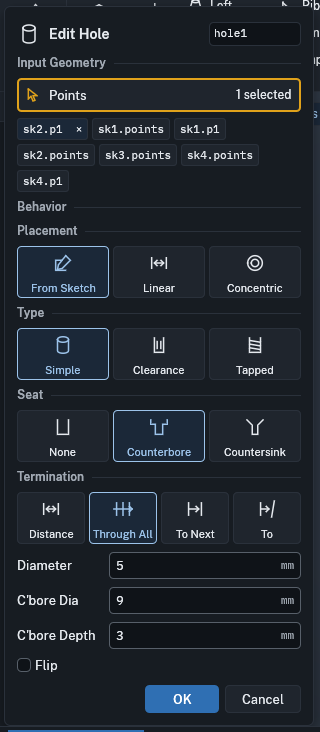 Left
Edit Hole
hole1
Input Geometry
Points
1 selected
sk2.p1 × sk1.points sk1.p1
sk2.points sk3.points sk4.points
sk4.p1
Behavior
Placement
From Sketch Linear Concentric
Type
Simple Clearance Tapped
Seat
None Counterbore Countersink
Termination
Distance Through All To Next To
Diameter 5 mm
C'bore Dia 9 mm
C'bore Depth 3 mm
Flip
OK Cancel